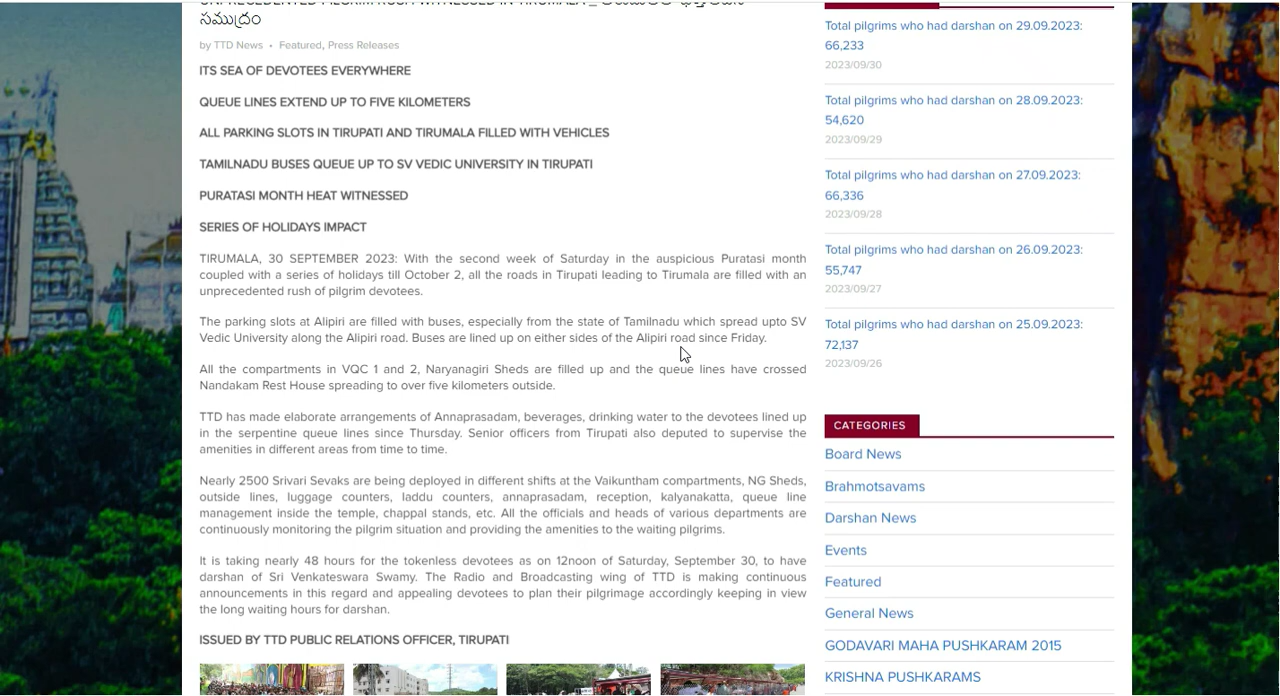 సముద్రం
by TTD News • Featured, Press Releases
ITS SEA OF DEVOTEES EVERYWHERE
QUEUE LINES EXTEND UP TO FIVE KILOMETERS
ALL PARKING SLOTS IN TIRUPATI AND TIRUMALA FILLED WITH VEHICLES
TAMILNADU BUSES QUEUE UP TO SV VEDIC UNIVERSITY IN TIRUPATI
PURATASI MONTH HEAT WITNESSED
SERIES OF HOLIDAYS IMPACT
TIRUMALA, 30 SEPTEMBER 2023: With the second week of Saturday in the auspicious Puratasi month
coupled with a series of holidays till October 2, all the roads in Tirupati leading to Tirumala are filled with an
unprecedented rush of pilgrim devotees.
The parking slots at Alipiri are filled with buses, especially from the state of Tamilnadu which spread upto SV
Vedic University along the Alipiri road. Buses are lined up on either sides of the Alipiri road since Friday.
All the compartments in VQC 1 and 2, Naryanagiri Sheds are filled up and the queue lines have crossed
Nandakam Rest House spreading to over five kilometers outside.
TTD has made elaborate arrangements of Annaprasadam, beverages, drinking water to the devotees lined up
in the serpentine queue lines since Thursday. Senior officers from Tirupati also deputed to supervise the
amenities in different areas from time to time.
Nearly 2500 Srivari Sevaks are being deployed in different shifts at the Vaikuntham compartments, NG Sheds,
outside lines, luggage counters, laddu counters, annaprasadam, reception, kalyanakatta, queue line
management inside the temple, chappal stands, etc. All the officials and heads of various departments are
continuously monitoring the pilgrim situation and providing the amenities to the waiting pilgrims.
It is taking nearly 48 hours for the tokenless devotees as on 12noon of Saturday, September 30, to have
darshan of Sri Venkateswara Swamy. The Radio and Broadcasting wing of TTD is making continuous
announcements in this regard and appealing devotees to plan their pilgrimage accordingly keeping in view
the long waiting hours for darshan.
ISSUED BY TTD PUBLIC RELATIONS OFFICER, TIRUPATI
Total pilgrims who had darshan on 29.09.2023:
66,233
2023/09/30
Total pilgrims who had darshan on 28.09.2023:
54,620
2023/09/29
Total pilgrims who had darshan on 27.09.2023:
66,336
2023/09/28
Total pilgrims who had darshan on 26.09.2023:
55,747
2023/09/27
Total pilgrims who had darshan on 25.09.2023:
72,137
2023/09/26
CATEGORIES
Board News
Brahmotsavams
Darshan News
Events
Featured
General News
GODAVARI MAHA PUSHKARAM 2015
KRISHNA PUSHKARAMS